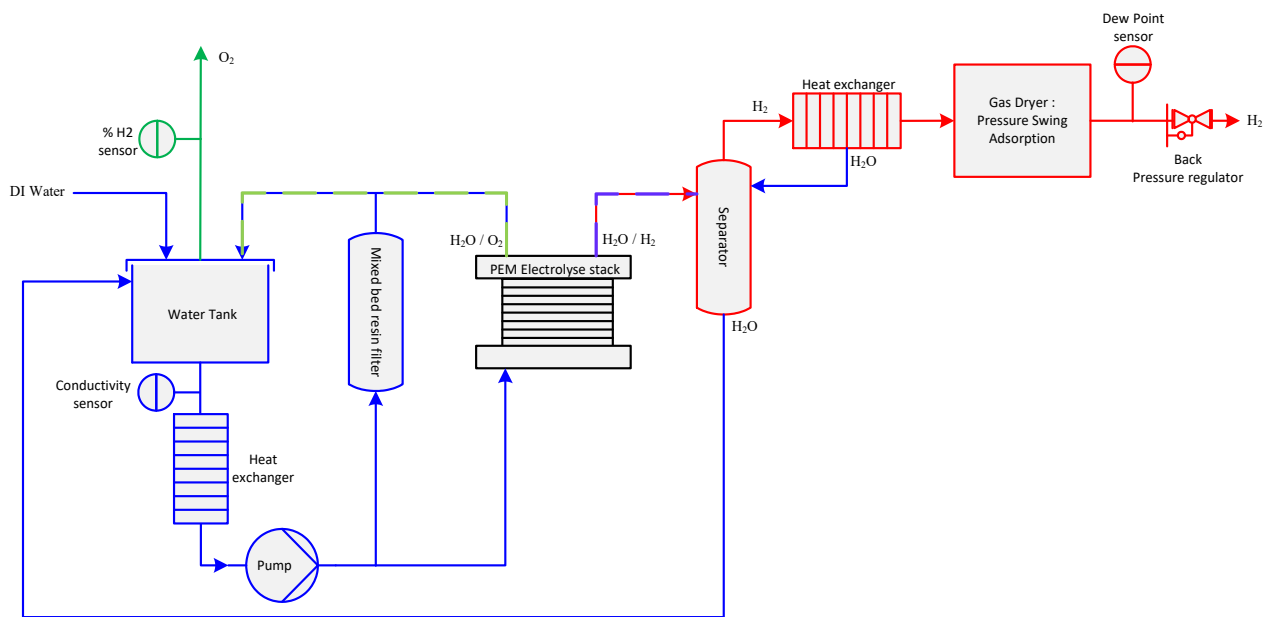 Dew Point
sensor
O₂
Heat exchanger
% H2
sensor
H₂
Gas Dryer :
Pressure Swing
Adsorption
H₂
H₂O
Back
Pressure regulator
DI Water
Separator
H₂O / O₂
H₂O / H₂
PEM Electrolyse stack
Mixed bed resin filter
Water Tank
H₂O
Conductivity
sensor
Heat
exchanger
Pump